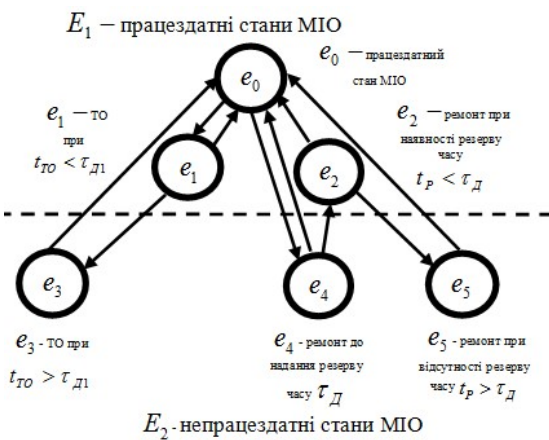 E₁ – працездатні стани МІО
e₀ – працездатний
стан МІО
e₀
e₁ – ТО
при
t_ТО < τ_Д1
e₂ – ремонт при
наявності резерву
часу
t_Р < τ_Д
e₁
e₂
e₃
e₄
e₅
e₃ - ТО при
t_ТО > τ_Д1
e₄ - ремонт до
надання резерву
часу τ_Д
e₅ - ремонт при
відсутності резерву
часу t_Р > τ_Д
E₂ - непрацездатні стани МІО